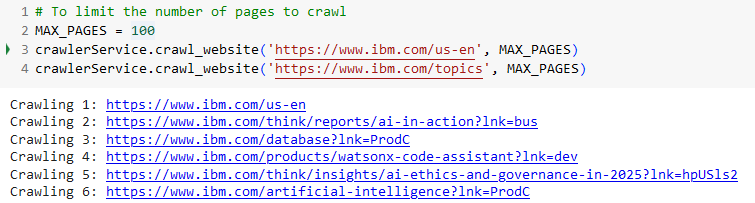 1 # To limit the number of pages to crawl
2 MAX_PAGES = 100
3 crawlerService.crawl_website('https://www.ibm.com/us-en', MAX_PAGES)
4 crawlerService.crawl_website('https://www.ibm.com/topics', MAX_PAGES)
Crawling 1: https://www.ibm.com/us-en
Crawling 2: https://www.ibm.com/think/reports/ai-in-action?lnk=bus
Crawling 3: https://www.ibm.com/database?lnk=ProdC
Crawling 4: https://www.ibm.com/products/watsonx-code-assistant?lnk=dev
Crawling 5: https://www.ibm.com/think/insights/ai-ethics-and-governance-in-2025?lnk=hpUSls2
Crawling 6: https://www.ibm.com/artificial-intelligence?lnk=ProdC